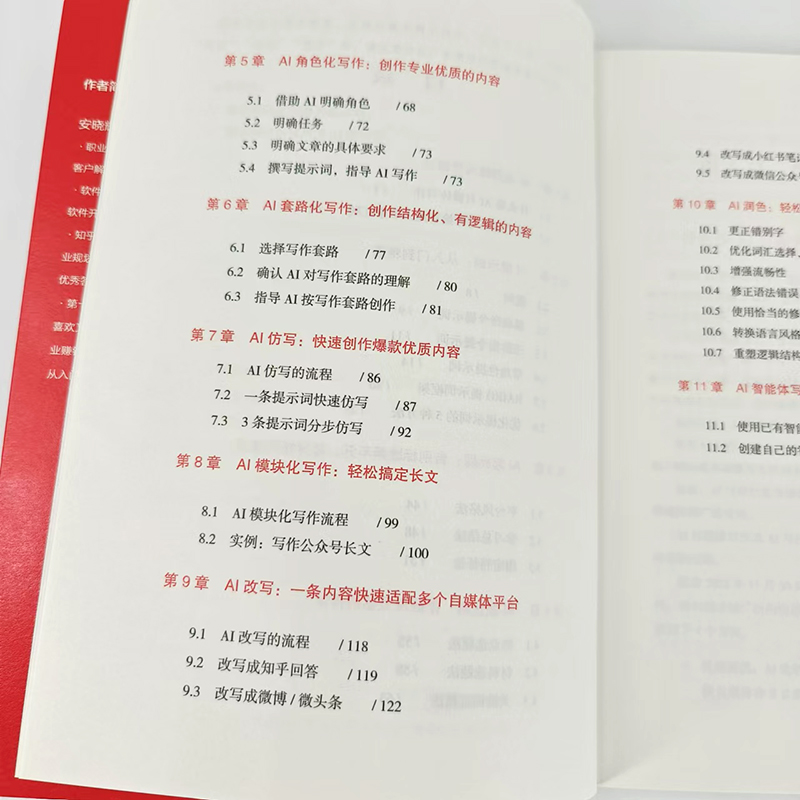 作者简
安晓
· 职业
客户解
· 软件
软件开
· 知乎
业规划
优秀答
· 第一
喜欢
业赚
从入
第 5 章 AI 角色化写作：创作专业优质的内容
5.1 借助 AI 明确角色 / 68
5.2 明确任务 / 72
5.3 明确文章的具体要求 / 73
5.4 撰写提示词，指导 AI 写作 / 73
第 6 章 AI 套路化写作：创作结构化、有逻辑的内容
6.1 选择写作套路 / 77
6.2 确认 AI 对写作套路的理解 / 80
6.3 指导 AI 按写作套路创作 / 81
第 7 章 AI 仿写：快速创作爆款优质内容
7.1 AI 仿写的流程 / 86
7.2 一条提示词快速仿写 / 87
7.3 3 条提示词分步仿写 / 92
第 8 章 AI 模块化写作：轻松搞定长文
8.1 AI 模块化写作流程 / 99
8.2 实例：写作公众号长文 / 100
第 9 章 AI 改写：一条内容快速适配多个自媒体平台
9.1 AI 改写的流程 / 118
9.2 改写成知乎回答 / 119
9.3 改写成微博 / 微头条 / 122
9.4 改写成小红书笔记
9.5 改写成微信公众号
第 10 章 AI 润色：轻松
10.1 更正错别字
10.2 优化词汇选择、
10.3 增强流畅性
10.4 修正语法错误
10.5 使用恰当的修
10.6 转换语言风格
10.7 重塑逻辑结构
第 11 章 AI 智能体写
11.1 使用已有智能
11.2 创建自己的智